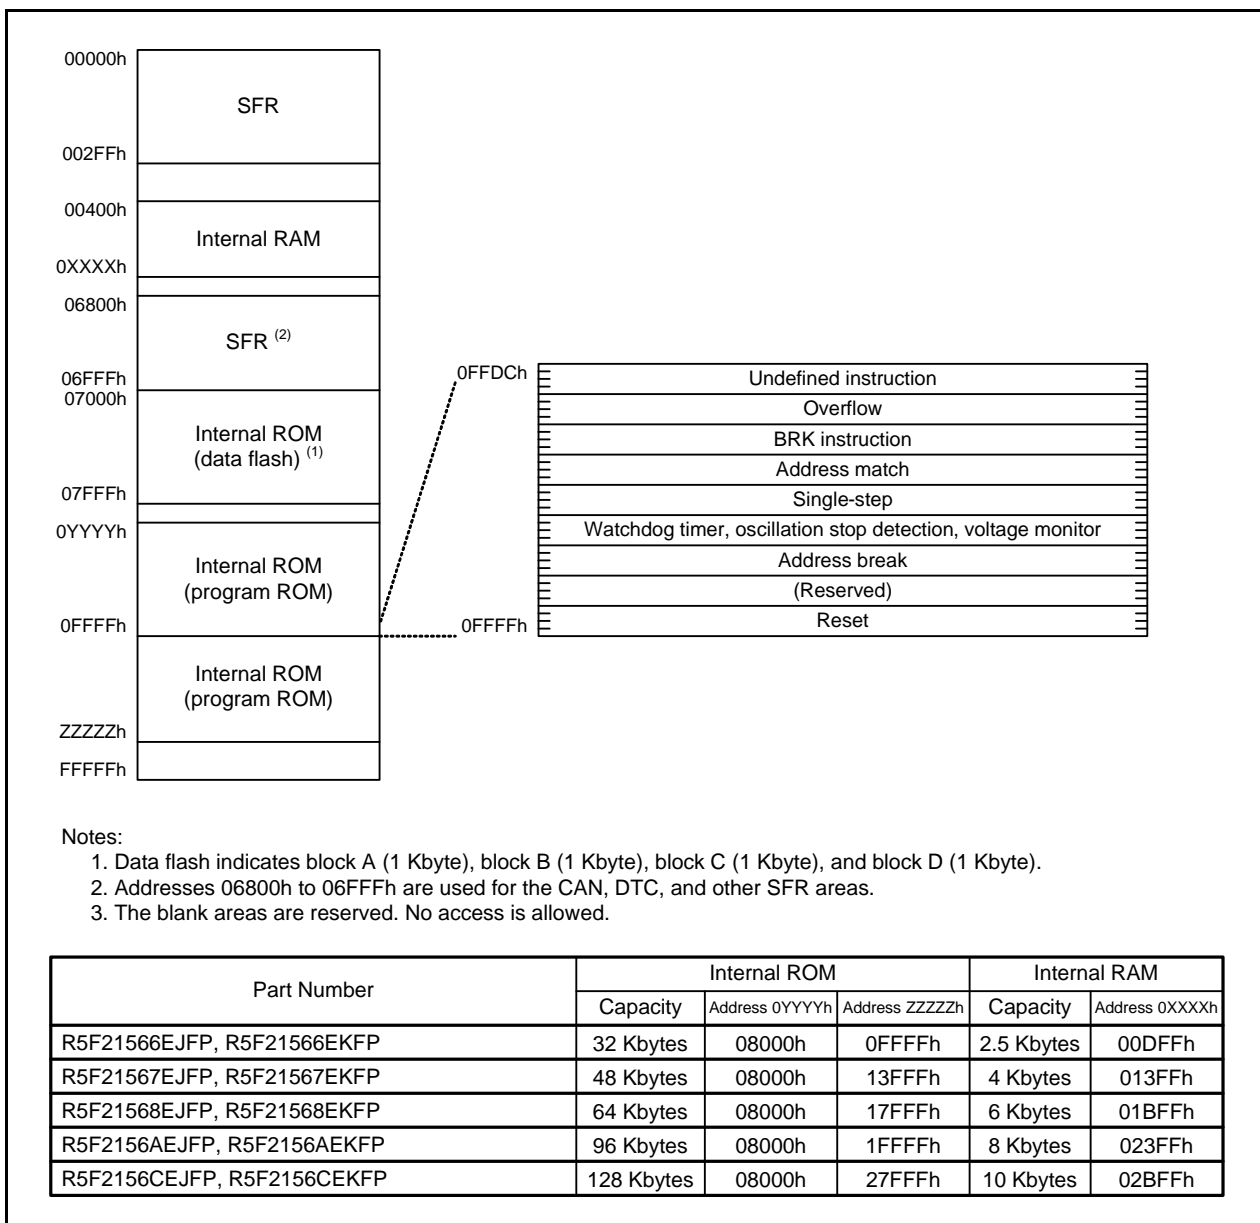 00000h
SFR
002FFh
00400h
Internal RAM
0XXXXh
06800h
SFR (2)
06FFFh
07000h
Internal ROM
(data flash) (1)
07FFFh
0YYYYh
Internal ROM
(program ROM)
0FFFFh
Internal ROM
(program ROM)
ZZZZZh
FFFFFh
0FFDCh
Undefined instruction
Overflow
BRK instruction
Address match
Single-step
Watchdog timer, oscillation stop detection, voltage monitor
Address break
(Reserved)
0FFFFh
Reset
Notes:
1. Data flash indicates block A (1 Kbyte), block B (1 Kbyte), block C (1 Kbyte), and block D (1 Kbyte).
2. Addresses 06800h to 06FFFh are used for the CAN, DTC, and other SFR areas.
3. The blank areas are reserved. No access is allowed.
Part Number Internal ROM Internal RAM
Capacity Address 0YYYYh Address ZZZZZh Capacity Address 0XXXXh
R5F21566EJFP, R5F21566EKFP 32 Kbytes 08000h 0FFFFh 2.5 Kbytes 00DFFh
R5F21567EJFP, R5F21567EKFP 48 Kbytes 08000h 13FFFh 4 Kbytes 013FFh
R5F21568EJFP, R5F21568EKFP 64 Kbytes 08000h 17FFFh 6 Kbytes 01BFFh
R5F2156AEJFP, R5F2156AEKFP 96 Kbytes 08000h 1FFFFh 8 Kbytes 023FFh
R5F2156CEJFP, R5F2156CEKFP 128 Kbytes 08000h 27FFFh 10 Kbytes 02BFFh